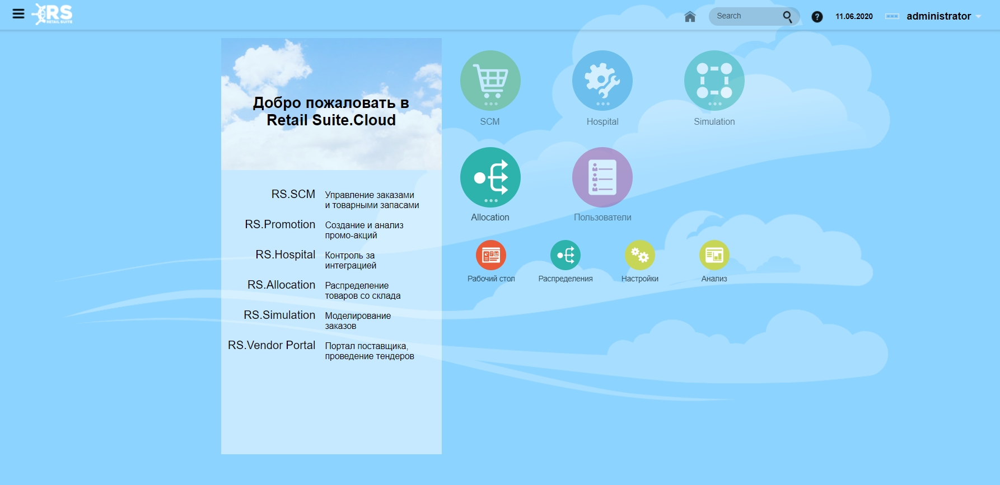 RS
RETAIL SUITE
Search
?
11.06.2020
administrator
Добро пожаловать в
Retail Suite.Cloud
RS.SCM
Управление заказами
и товарными запасами
RS.Promotion
Создание и анализ
промо-акций
RS.Hospital
Контроль за
интеграцией
RS.Allocation
Распределение
товаров со склада
RS.Simulation
Моделирование
заказов
RS.Vendor Portal
Портал поставщика,
проведение тендеров
SCM
Hospital
Simulation
Allocation
Пользователи
Рабочий стол
Распределения
Настройки
Анализ